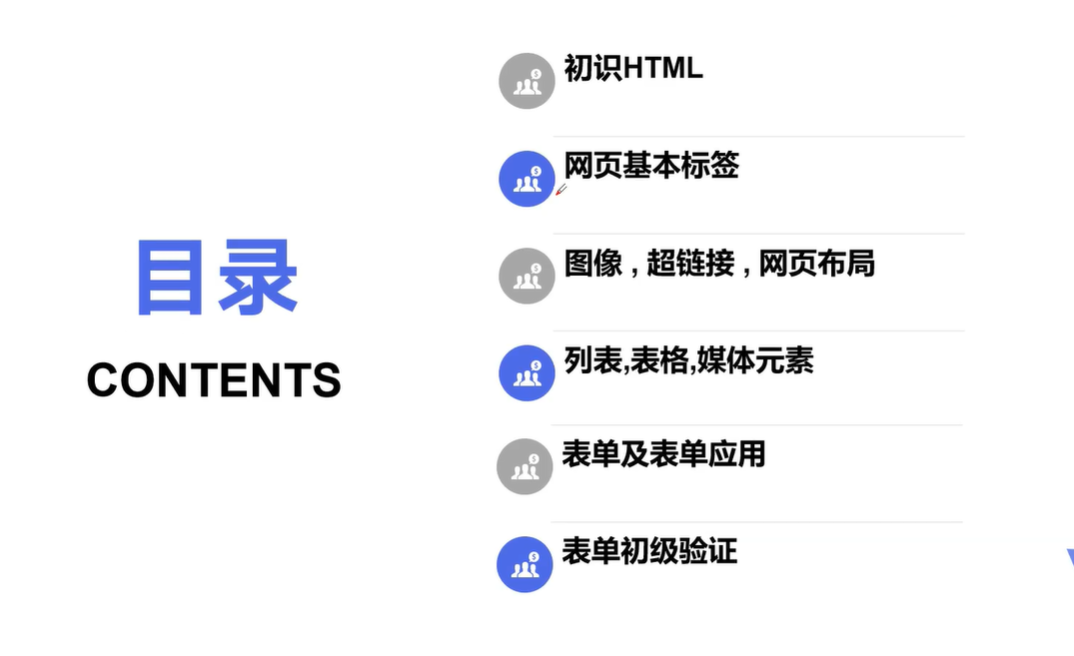 目录
CONTENTS
初识HTML
网页基本标签
图像，超链接，网页布局
列表,表格,媒体元素
表单及表单应用
表单初级验证